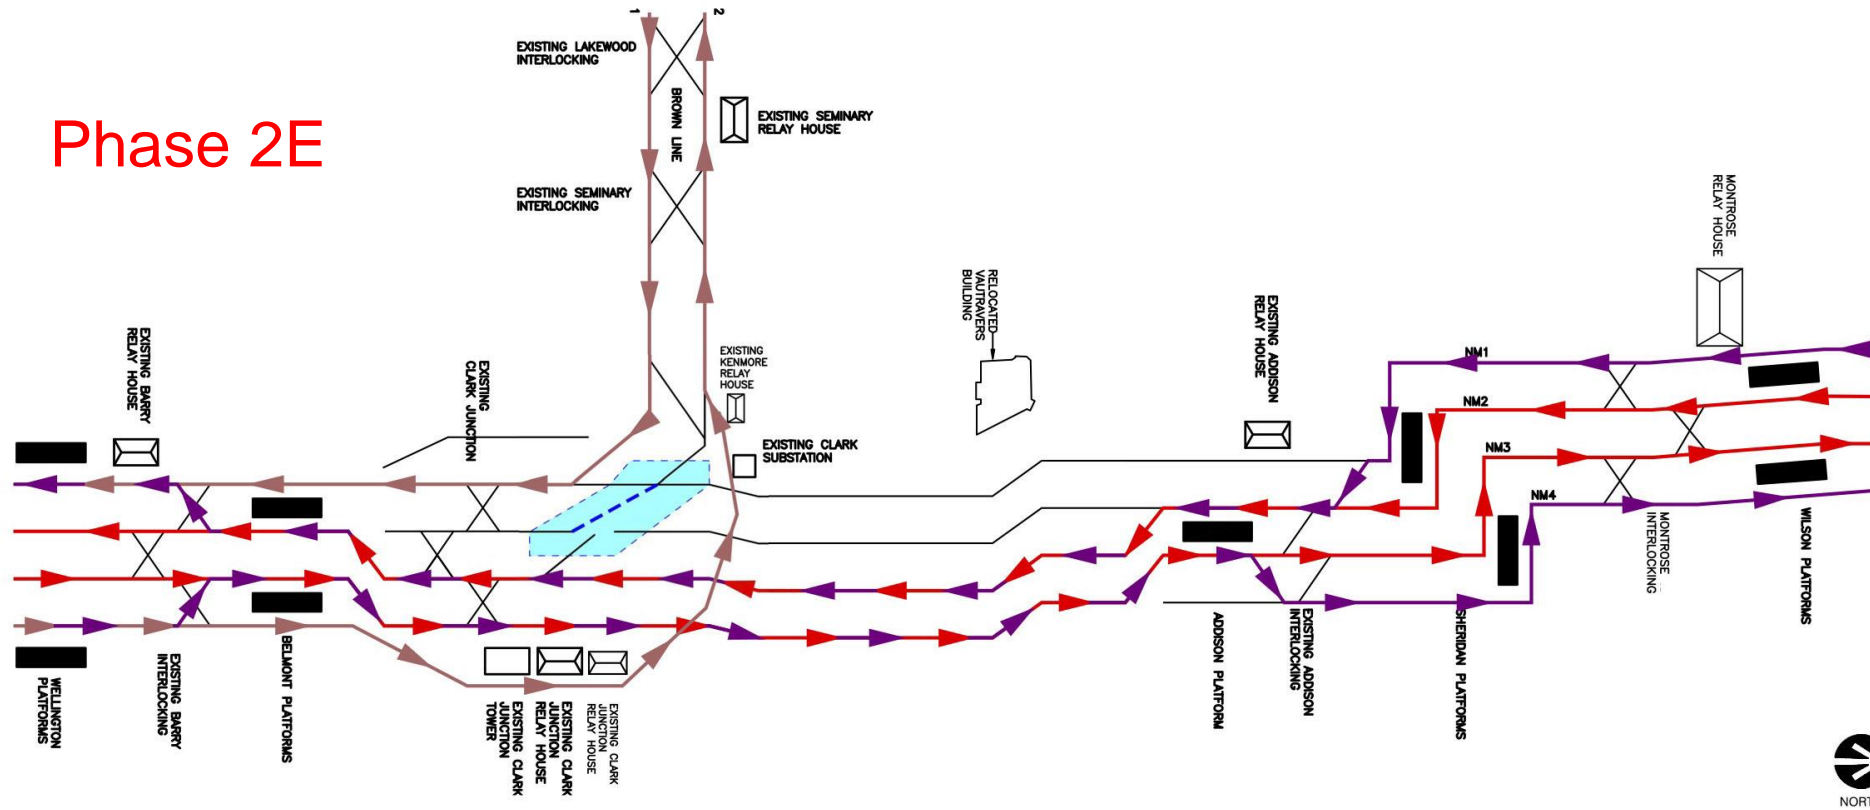 1
2
EXISTING LAKEWOOD
INTERLOCKING
BROWN LINE
EXISTING SEMINARY
RELAY HOUSE
Phase 2E
EXISTING SEMINARY
INTERLOCKING
MONTROSE
RELAY HOUSE
RELOCATED
VAUTRAVERS
BUILDING
EXISTING ADDISON
RELAY HOUSE
EXISTING BARRY
RELAY HOUSE
EXISTING
CLARK JUNCTION
EXISTING
KENMORE
RELAY
HOUSE
EXISTING CLARK
SUBSTATION
NM1
NM2
NM3
NM4
WELLINGTON
PLATFORMS
EXISTING BARRY
INTERLOCKING
BELMONT PLATFORMS
EXISTING CLARK
JUNCTION
TOWER
EXISTING CLARK
JUNCTION
RELAY HOUSE
EXISTING CLARK
JUNCTION
RELAY HOUSE
ADDISON PLATFORM
EXISTING ADDISON
INTERLOCKING
SHERIDAN PLATFORMS
MONTROSE
INTERLOCKING
WILSON PLATFORMS
NORT